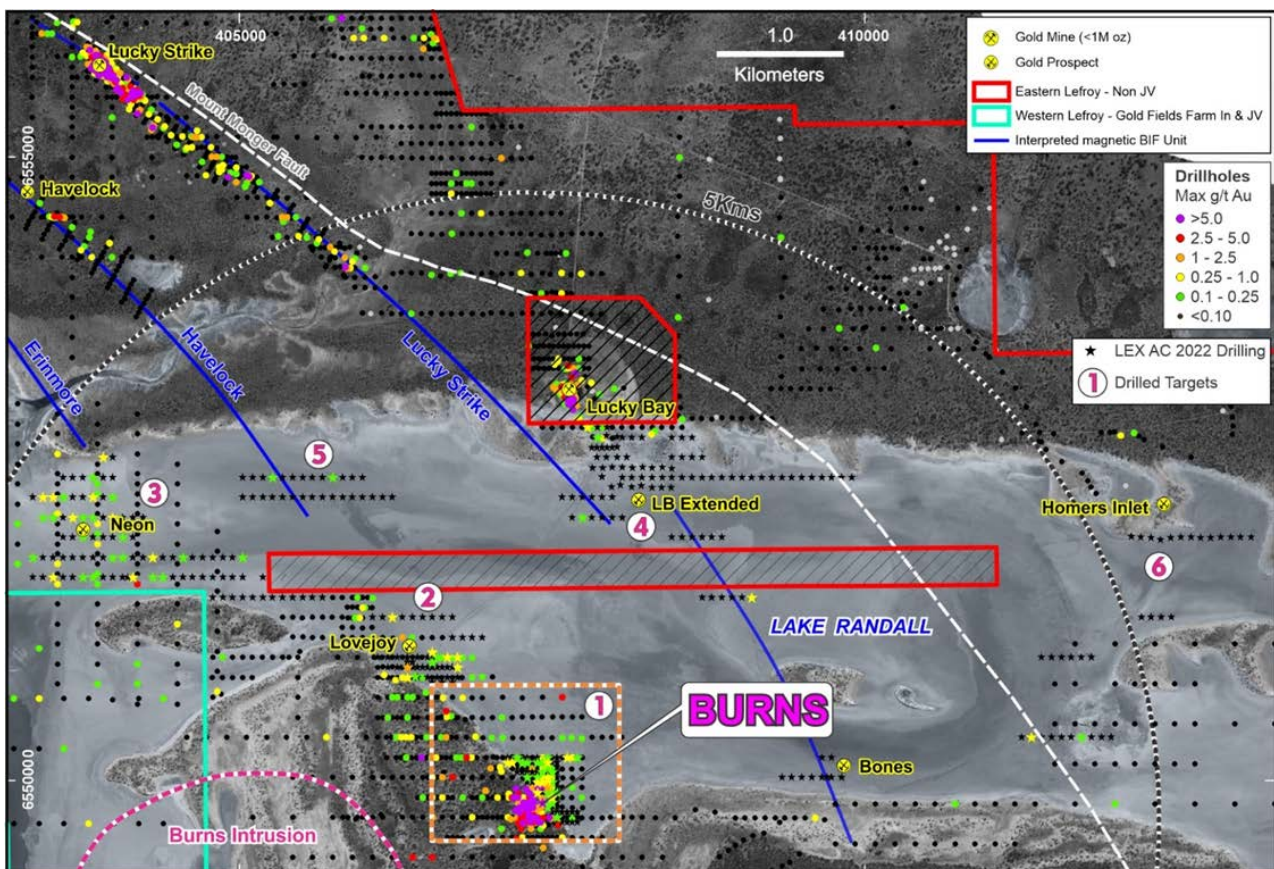 405000
1.0
Kilometers
410000
Gold Mine (<1M oz)
Gold Prospect
Eastern Lefroy - Non JV
Western Lefroy - Gold Fields Farm In & JV
Interpreted magnetic BIF Unit
Drillholes
Max g/t Au
>5.0
2.5 - 5.0
1 - 2.5
0.25 - 1.0
0.1 - 0.25
<0.10
LEX AC 2022 Drilling
1 Drilled Targets
Lucky Strike
Mount Monger Fault
6555000
Havelock
5Kms
Erinmore
Havelock
Lucky Strike
Lucky Bay
5
3
Neon
LB Extended
4
Homers Inlet
6
2
LAKE RANDALL
Lovejoy
1
BURNS
6550000
Bones
Burns Intrusion